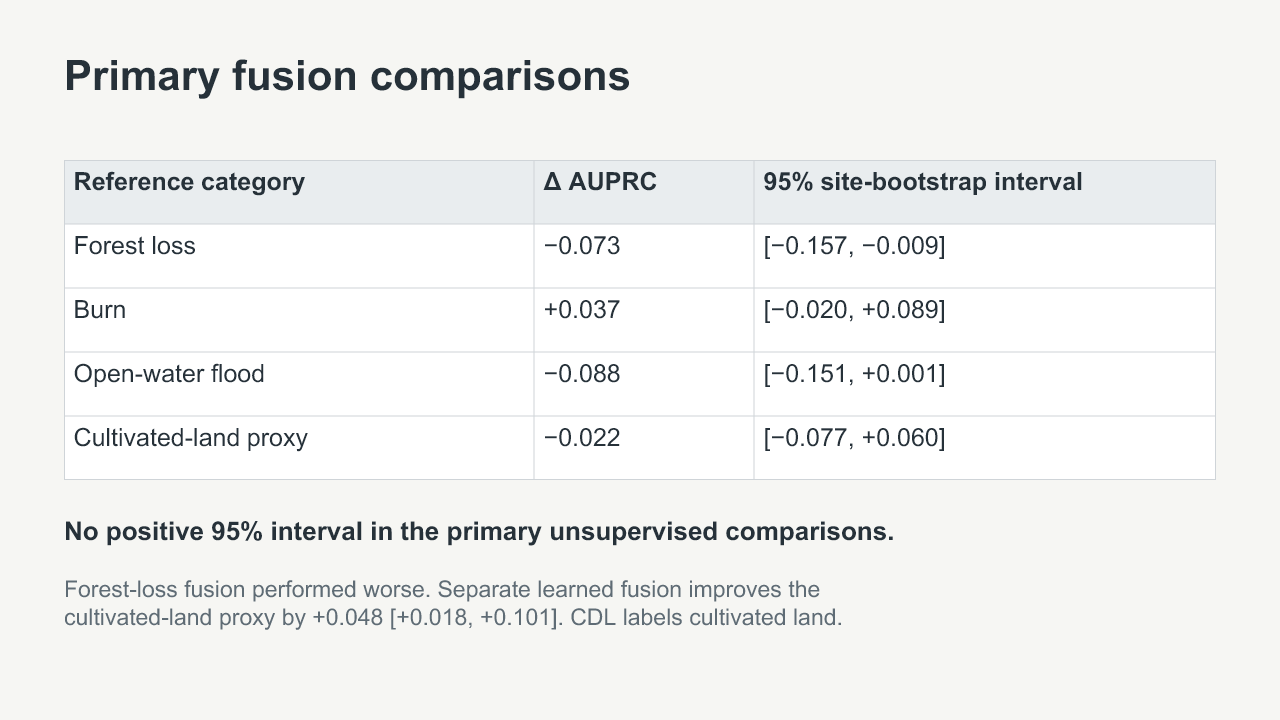 Primary fusion comparisons
Reference category Δ AUPRC 95% site-bootstrap interval
Forest loss −0.073 [−0.157, −0.009]
Burn +0.037 [−0.020, +0.089]
Open-water flood −0.088 [−0.151, +0.001]
Cultivated-land proxy −0.022 [−0.077, +0.060]
No positive 95% interval in the primary unsupervised comparisons.
Forest-loss fusion performed worse. Separate learned fusion improves the
cultivated-land proxy by +0.048 [+0.018, +0.101]. CDL labels cultivated land.